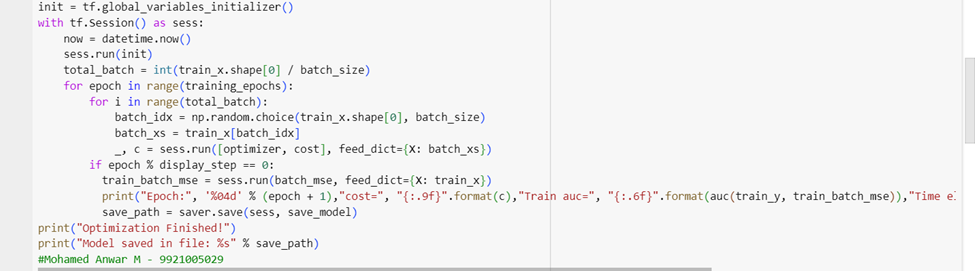 init = tf.global_variables_initializer()
with tf.Session() as sess:
    now = datetime.now()
    sess.run(init)
    total_batch = int(train_x.shape[0] / batch_size)
    for epoch in range(training_epochs):
        for i in range(total_batch):
            batch_idx = np.random.choice(train_x.shape[0], batch_size)
            batch_xs = train_x[batch_idx]
            _, c = sess.run([optimizer, cost], feed_dict={X: batch_xs})
        if epoch % display_step == 0:
          train_batch_mse = sess.run(batch_mse, feed_dict={X: train_x})
          print("Epoch:", '%04d' % (epoch + 1),"cost=", "{:.9f}".format(c),"Train auc=", "{:.6f}".format(auc(train_y, train_batch_mse)),"Time
          save_path = saver.save(sess, save_model)
print("Optimization Finished!")
print("Model saved in file: %s" % save_path)
#Mohamed Anwar M - 9921005029